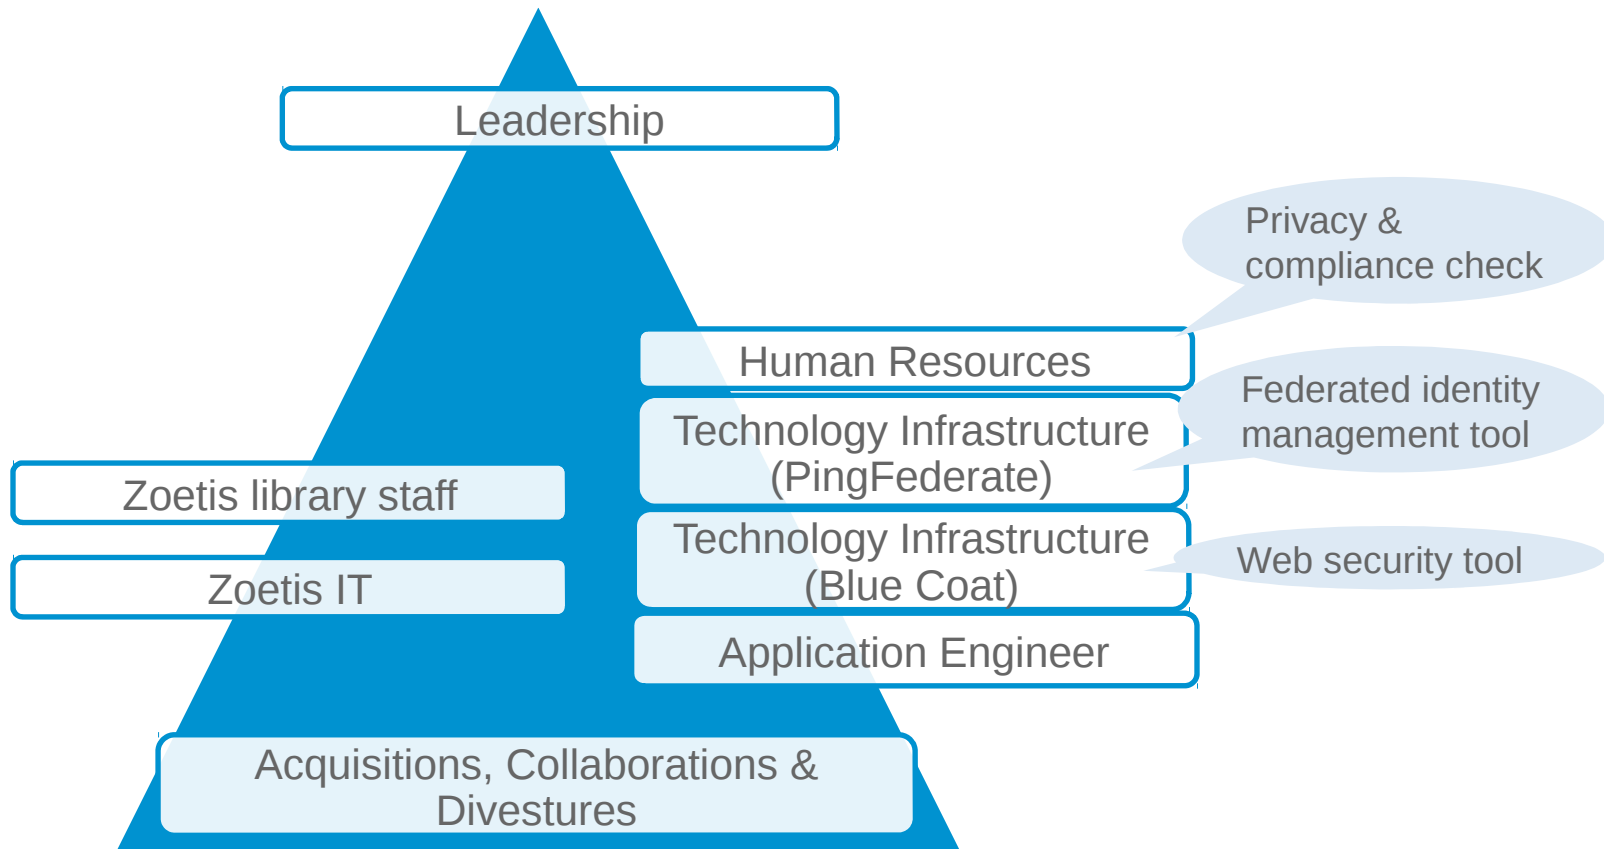 Leadership
Privacy &
compliance check
Human Resources
Federated identity
management tool
Technology Infrastructure
(PingFederate)
Zoetis library staff
Technology Infrastructure
(Blue Coat)
Web security tool
Zoetis IT
Application Engineer
Acquisitions, Collaborations &
Divestures